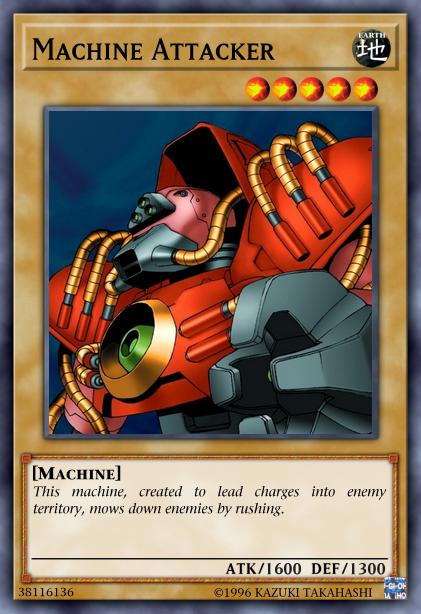 MACHINE ATTACKER
EARTH
地
[MACHINE]
This machine, created to lead charges into enemy
territory, mows down enemies by rushing.
ATK/1600 DEF/1300
38116136
©1996 KAZUKI TAKAHASHI